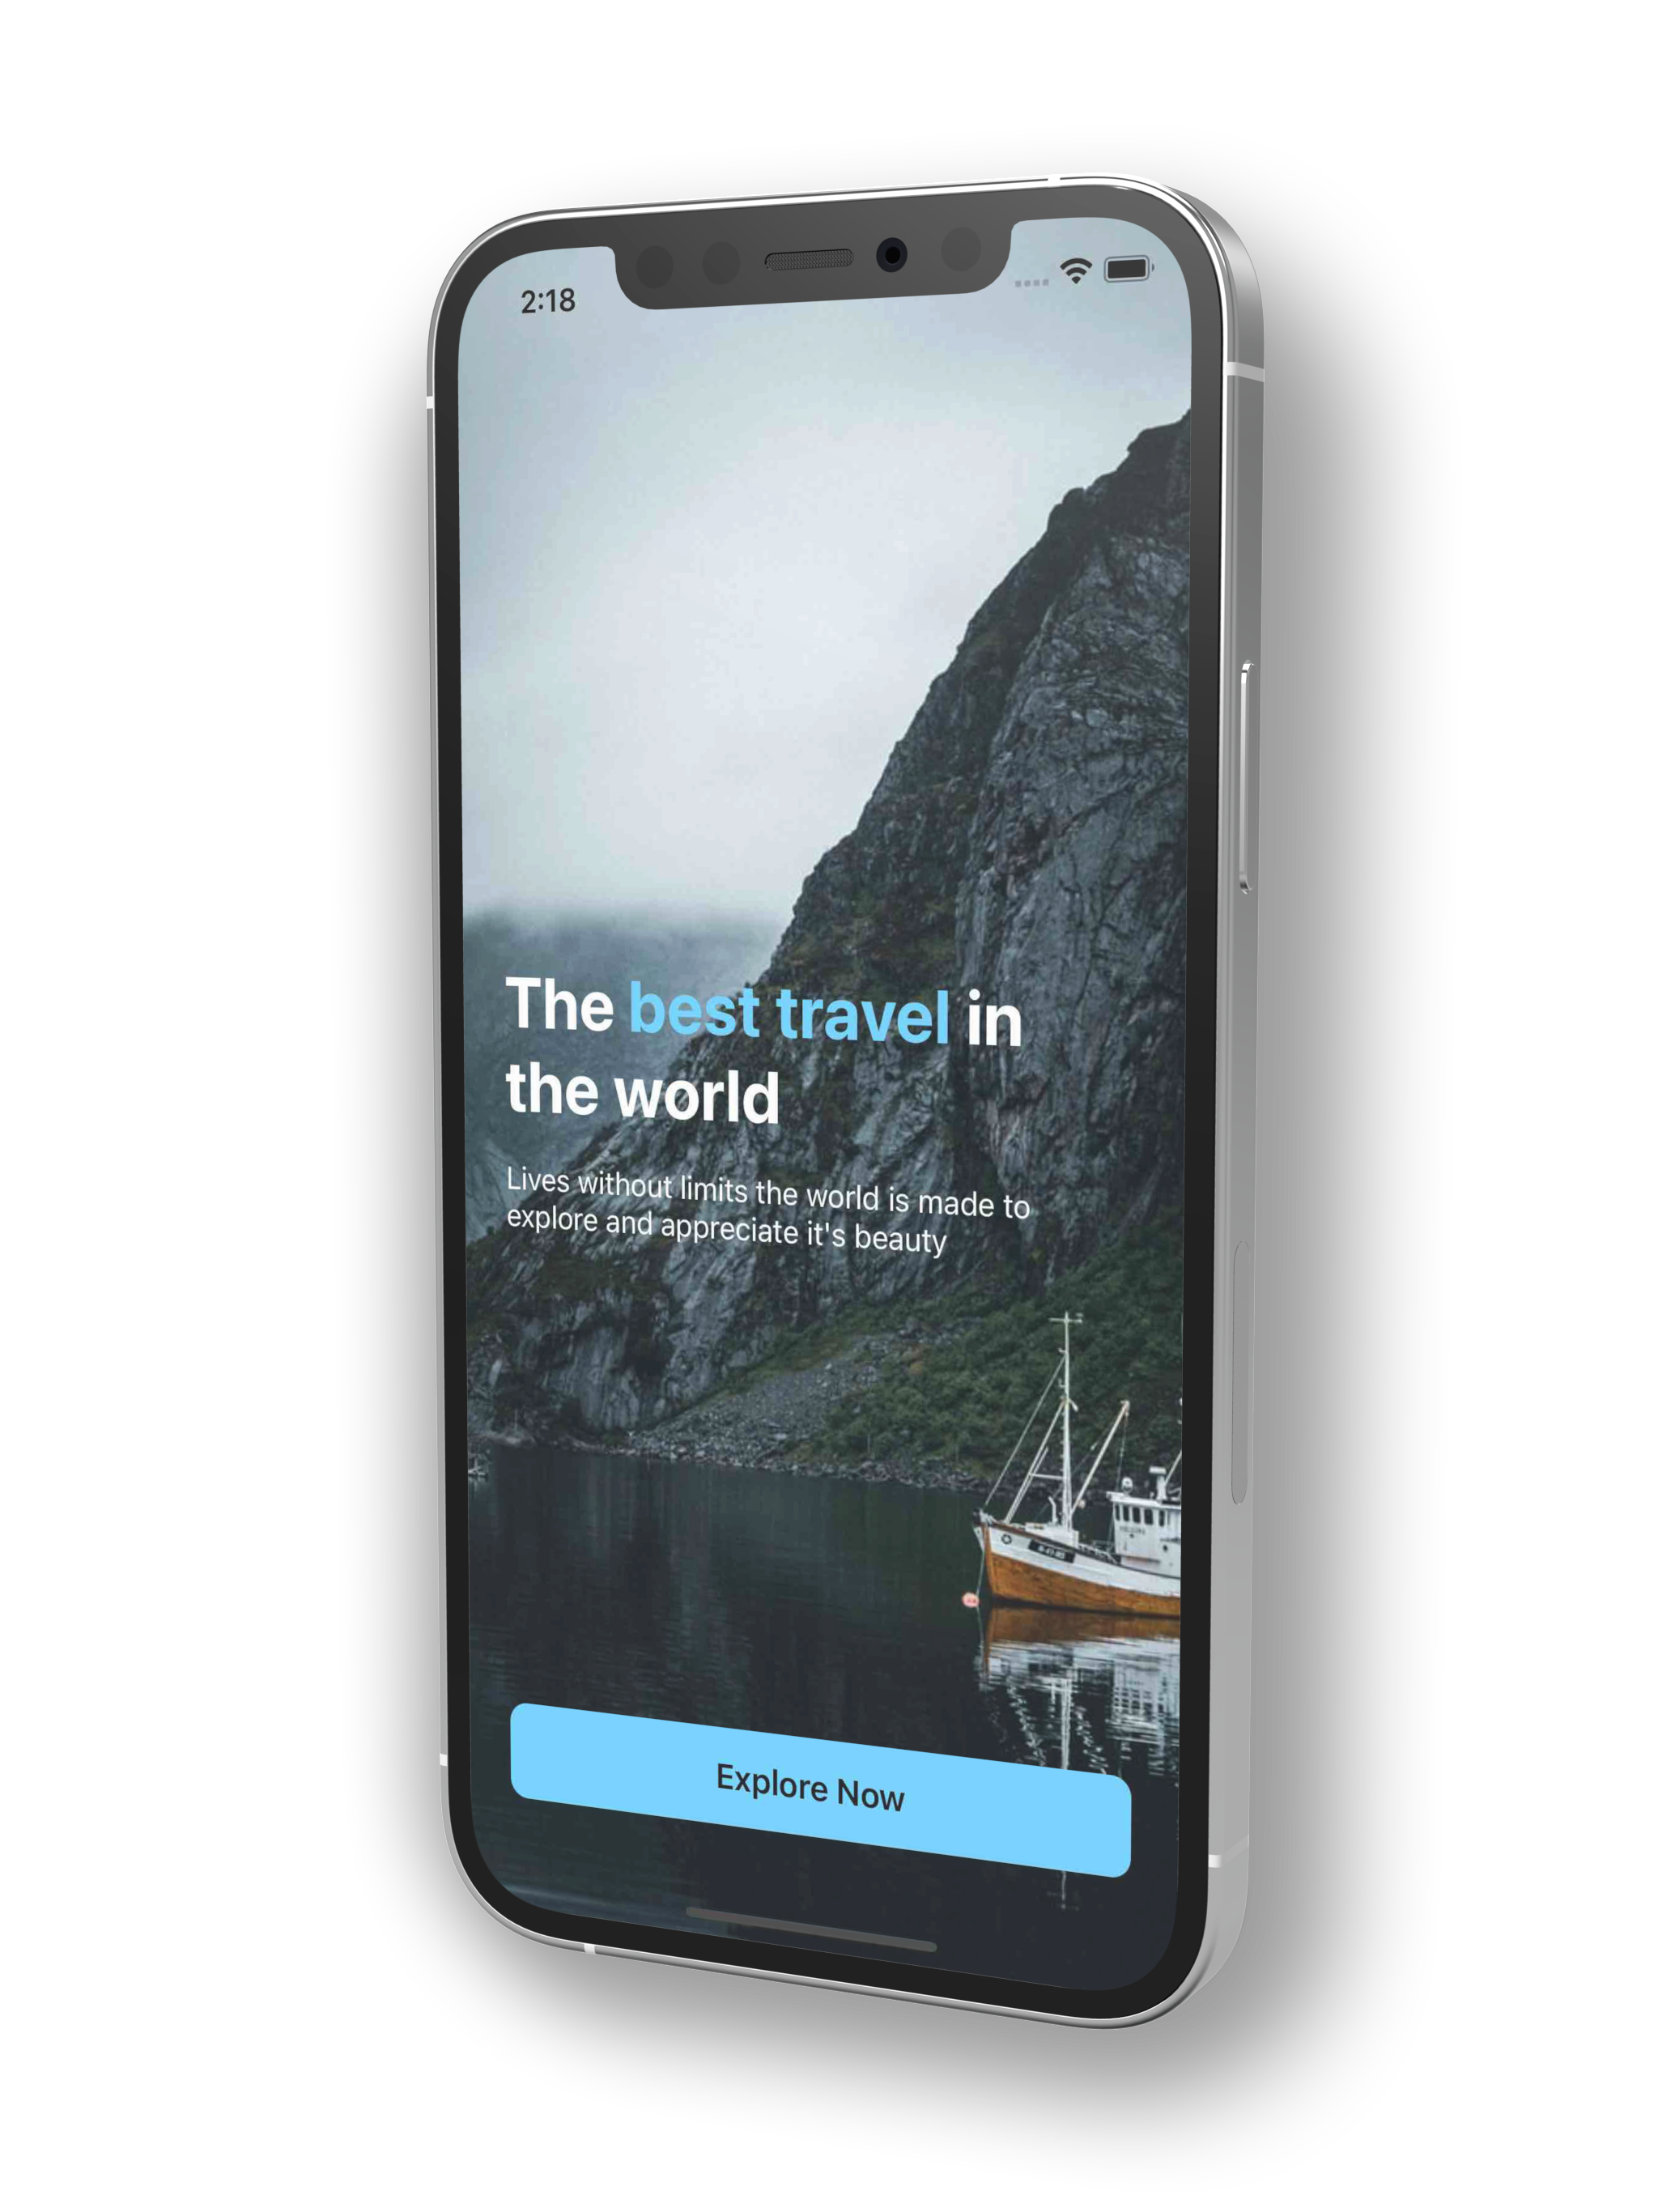 2:18
The best travel in
the world
Lives without limits the world is made to
explore and appreciate it's beauty
Explore Now